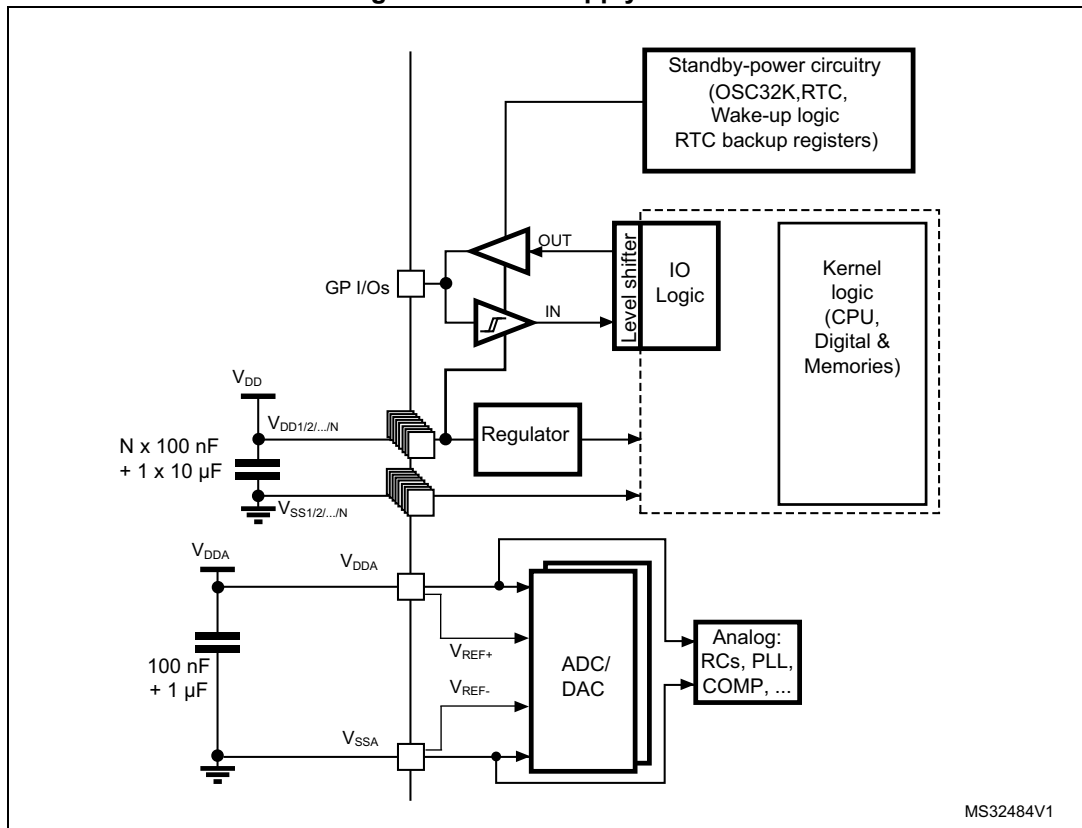 Standby-power circuitry
(OSC32K,RTC,
Wake-up logic
RTC backup registers)
OUT
GP I/Os
IN
Level shifter
IO
Logic
Kernel
logic
(CPU,
Digital &
Memories)
VDD
VDD1/2/.../N
Regulator
N x 100 nF
+ 1 x 10 µF
VSS1/2/.../N
VDDA
VDDA
VREF+
100 nF
+ 1 µF
ADC/
DAC
Analog:
RCs, PLL,
COMP, ...
VREF-
VSSA
MS32484V1